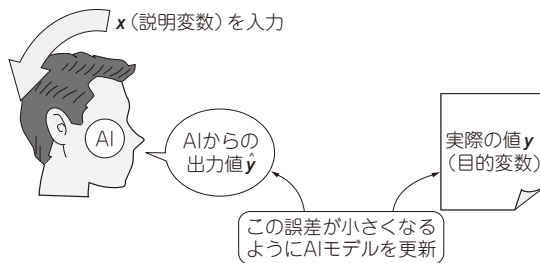 x（説明変数）を入力
AI
AIからの
出力値ŷ
実際の値y
（目的変数）
この誤差が小さくなる
ようにAIモデルを更新